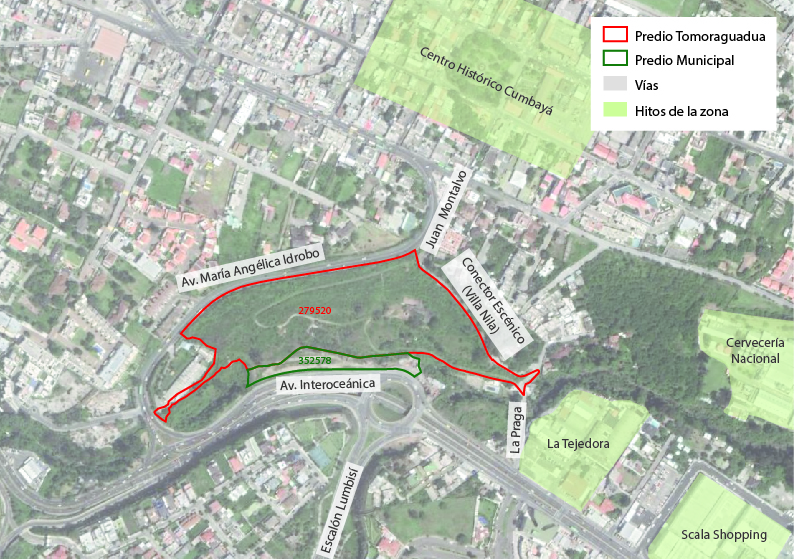 Predio Tomoraguadua
Predio Municipal
Vías
Hitos de la zona
Centro Histórico Cumbayá
Juan Montalvo
Av. María Angélica Idrobo
Conector Escénico
(Villa Nila)
279520
352578
Av. Interoceánica
Cervecería
Nacional
La Praga
La Tejedora
Escalón Lumbisí
Scala Shopping